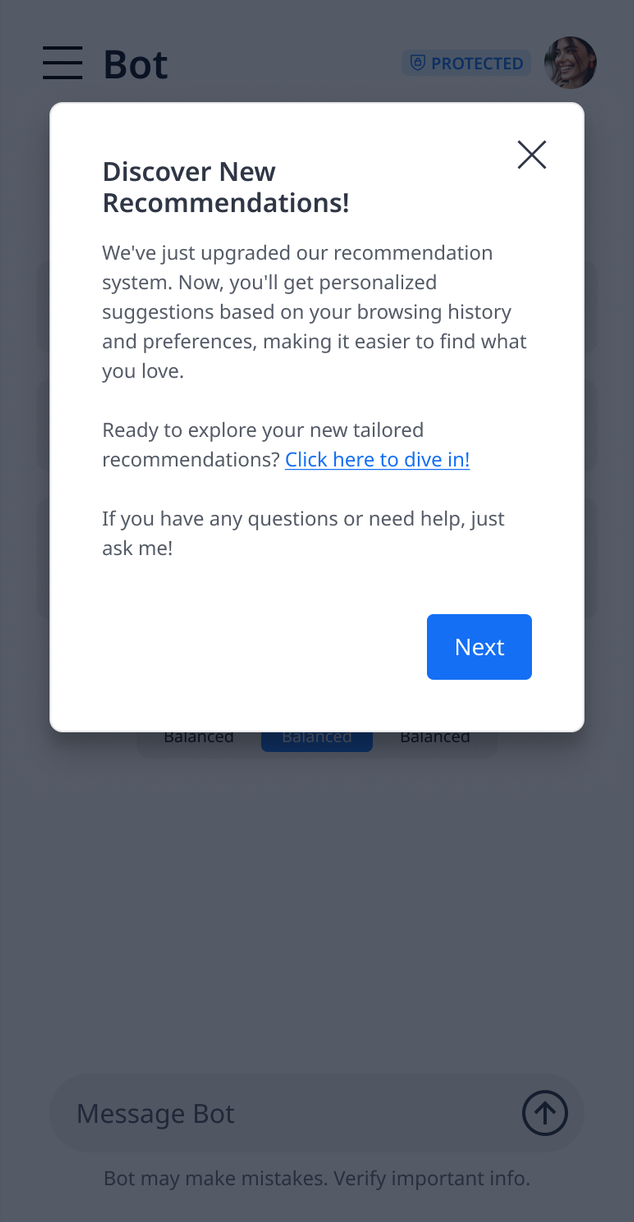 Bot
PROTECTED
Discover New
Recommendations!
We've just upgraded our recommendation
system. Now, you'll get personalized
suggestions based on your browsing history
and preferences, making it easier to find what
you love.
Ready to explore your new tailored
recommendations? Click here to dive in!
If you have any questions or need help, just
ask me!
Next
Balanced Balanced Balanced
Message Bot
Bot may make mistakes. Verify important info.